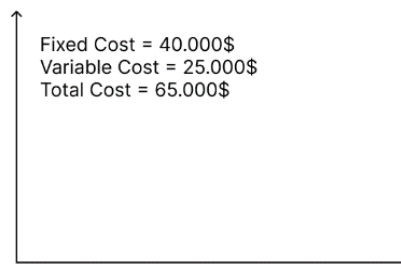 Fixed Cost = 40.000$
Variable Cost = 25.000$
Total Cost = 65.000$